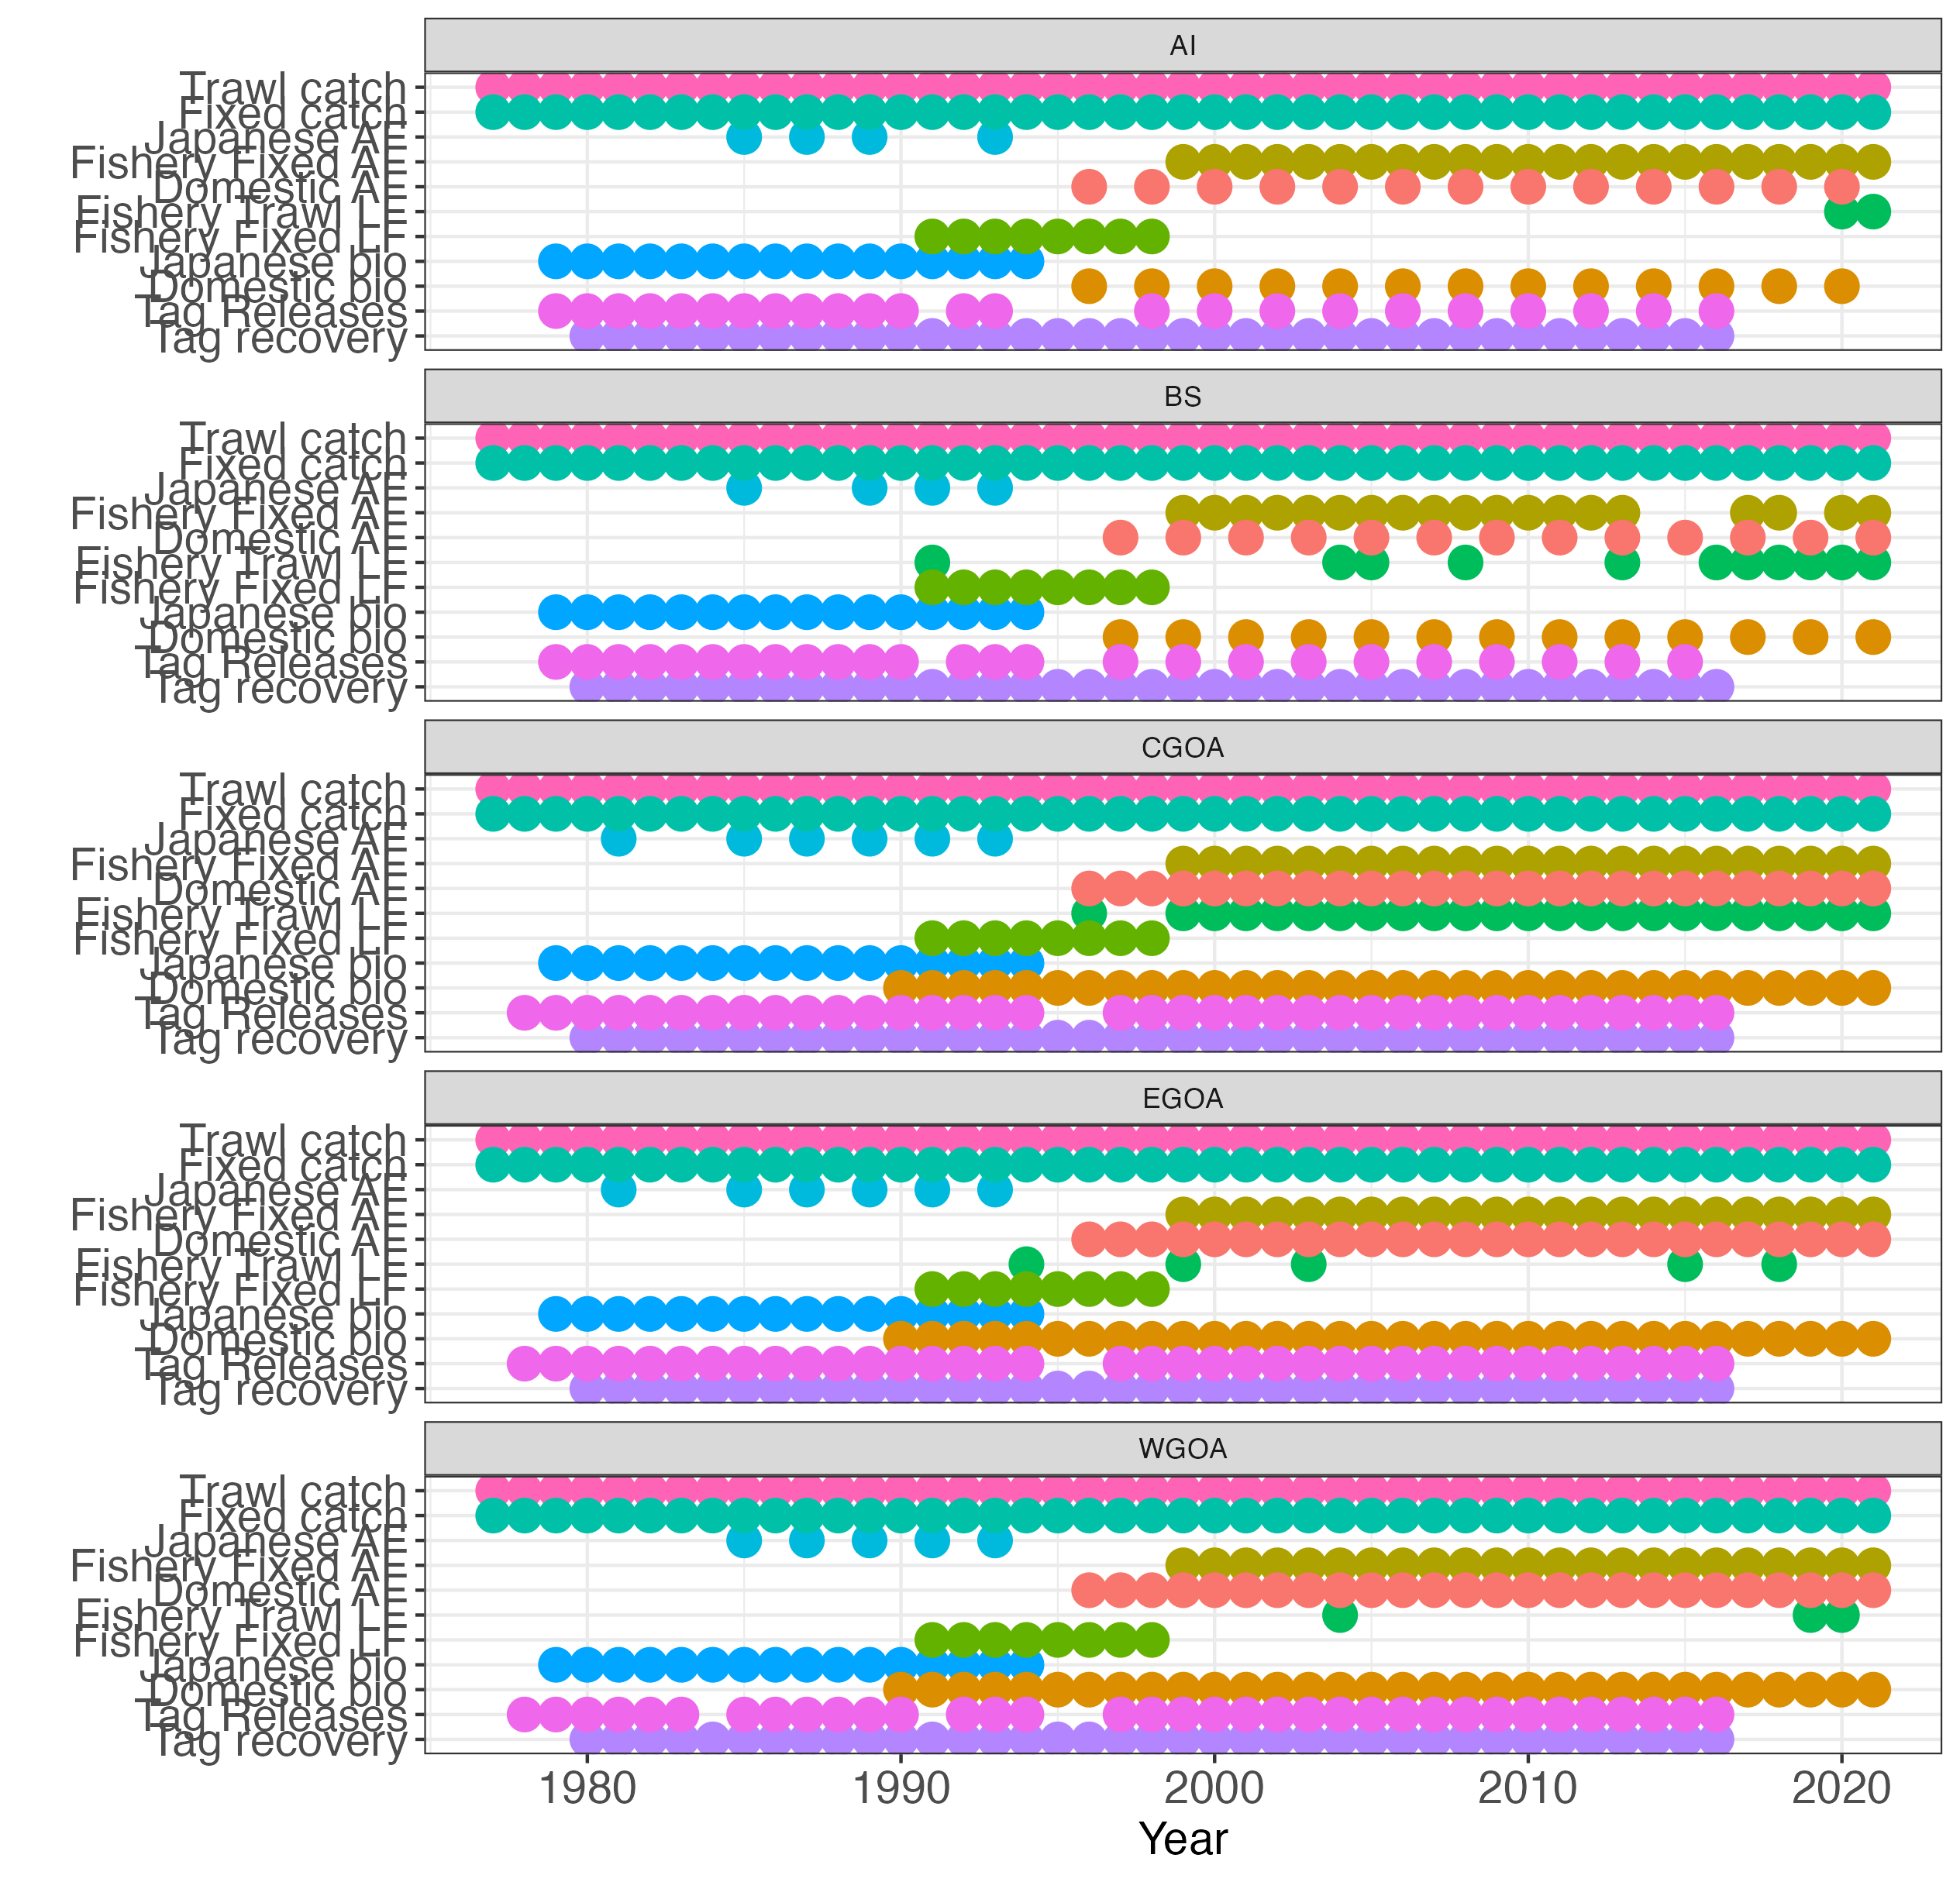 AI
Trawl catch
Fixed catch
Japanese AF
Fishery Fixed AF
Domestic AF
Fishery Trawl LF
Fishery Fixed LF
Japanese bio
Domestic bio
Tag Releases
Tag recovery
BS
Trawl catch
Fixed catch
Japanese AF
Fishery Fixed AF
Domestic AF
Fishery Trawl LF
Fishery Fixed LF
Japanese bio
Domestic bio
Tag Releases
Tag recovery
CGOA
Trawl catch
Fixed catch
Japanese AF
Fishery Fixed AF
Domestic AF
Fishery Trawl LF
Fishery Fixed LF
Japanese bio
Domestic bio
Tag Releases
Tag recovery
EGOA
Trawl catch
Fixed catch
Japanese AF
Fishery Fixed AF
Domestic AF
Fishery Trawl LF
Fishery Fixed LF
Japanese bio
Domestic bio
Tag Releases
Tag recovery
WGOA
Trawl catch
Fixed catch
Japanese AF
Fishery Fixed AF
Domestic AF
Fishery Trawl LF
Fishery Fixed LF
Japanese bio
Domestic bio
Tag Releases
Tag recovery
1980 1990 2000 2010 2020
Year